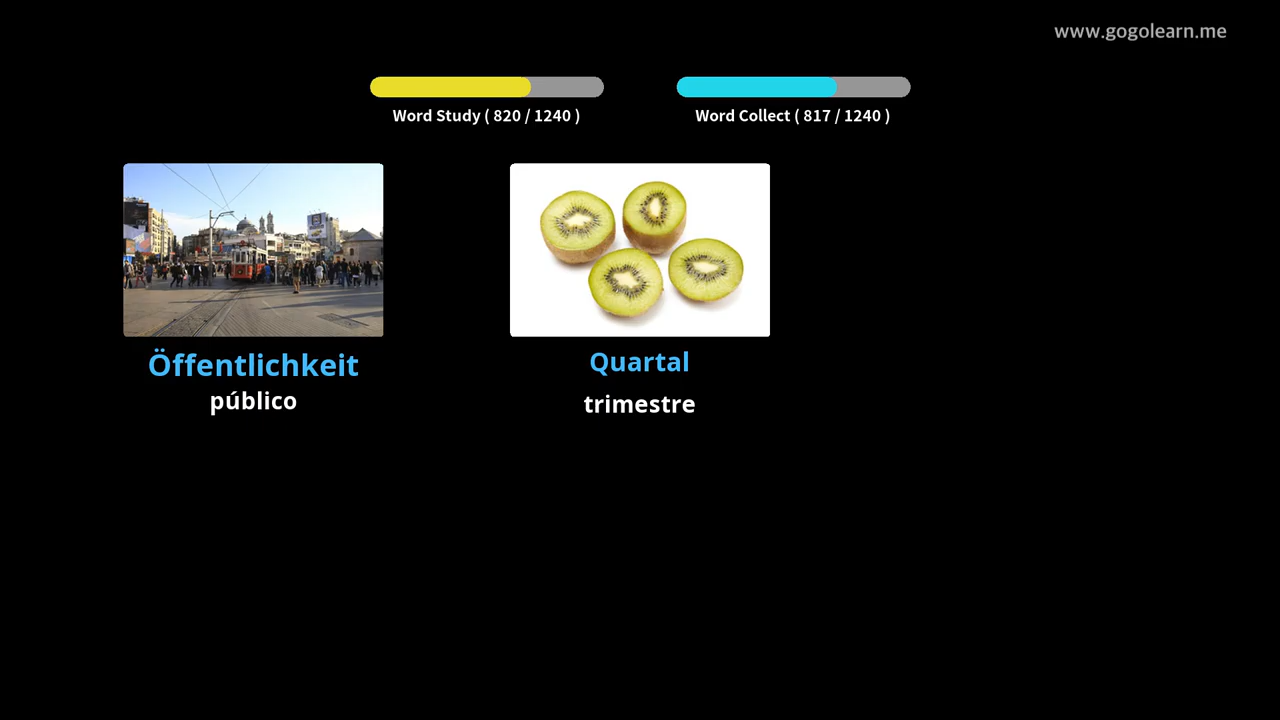 www.gogolearn.me
Word Study ( 820 / 1240 )
Word Collect ( 817 / 1240 )
Öffentlichkeit
público
Quartal
trimestre